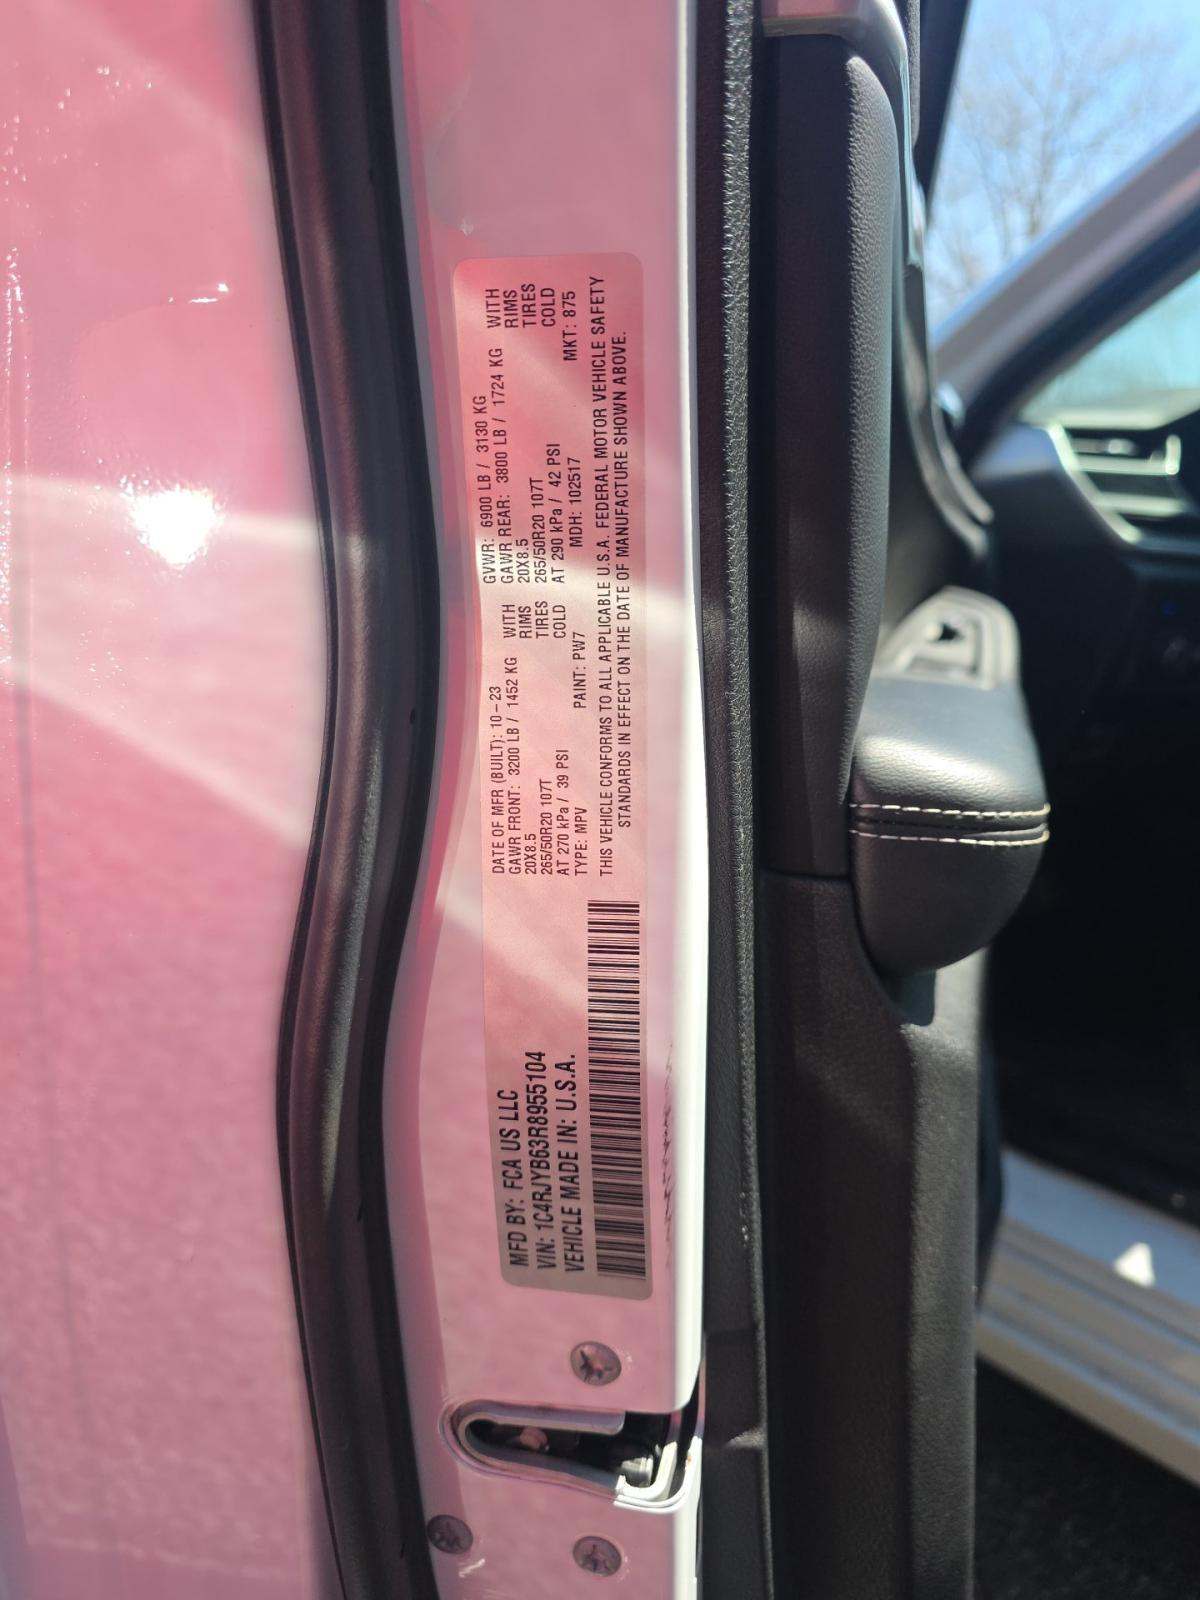 MFD BY: FCA US LLC
VIN: 1C4RJYB63R8955104
VEHICLE MADE IN: U.S.A.
DATE OF MFR (BUILT): 10-23 GVWR: 6900 LB / 3130 KG
GAWR FRONT: 3200 LB / 1452 KG WITH GAWR REAR: 3800 LB / 1724 KG WITH
20X8.5 RIMS 20X8.5 RIMS
265/50R20 107T TIRES 265/50R20 107T TIRES
AT 270 kPa / 39 PSI COLD AT 290 kPa / 42 PSI COLD
TYPE: MPV PAINT: PW7 MDH: 102517 MKT: 875
THIS VEHICLE CONFORMS TO ALL APPLICABLE U.S.A. FEDERAL MOTOR VEHICLE SAFETY
STANDARDS IN EFFECT ON THE DATE OF MANUFACTURE SHOWN ABOVE.